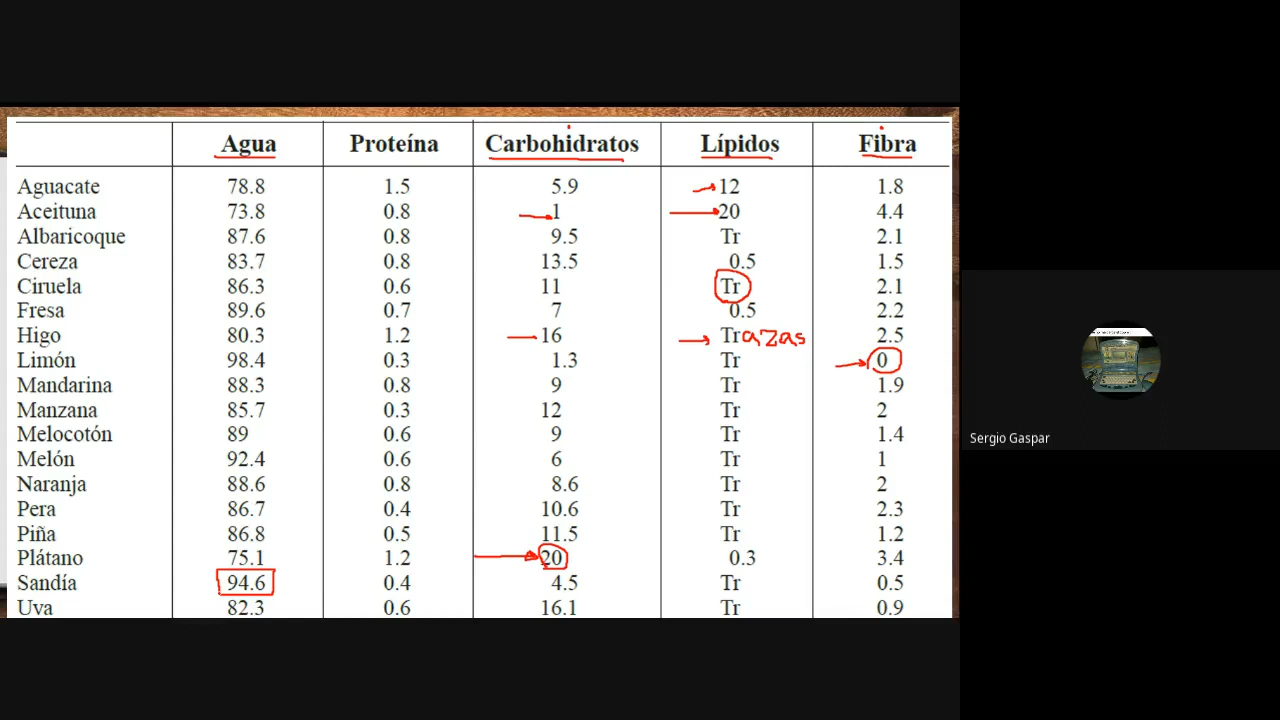 Agua Proteína Carbohidratos Lípidos Fibra
Aguacate 78.8 1.5 5.9 12 1.8
Aceituna 73.8 0.8 1 20 4.4
Albaricoque 87.6 0.8 9.5 Tr 2.1
Cereza 83.7 0.8 13.5 0.5 1.5
Ciruela 86.3 0.6 11 Tr 2.1
Fresa 89.6 0.7 7 0.5 2.2
Higo 80.3 1.2 16 Trazas 2.5
Limón 98.4 0.3 1.3 Tr 0
Mandarina 88.3 0.8 9 Tr 1.9
Manzana 85.7 0.3 12 Tr 2
Melocotón 89 0.6 9 Tr 1.4
Melón 92.4 0.6 6 Tr 1
Naranja 88.6 0.8 8.6 Tr 2
Pera 86.7 0.4 10.6 Tr 2.3
Piña 86.8 0.5 11.5 Tr 1.2
Plátano 75.1 1.2 20 0.3 3.4
Sandía 94.6 0.4 4.5 Tr 0.5
Uva 82.3 0.6 16.1 Tr 0.9
Sergio Gaspar